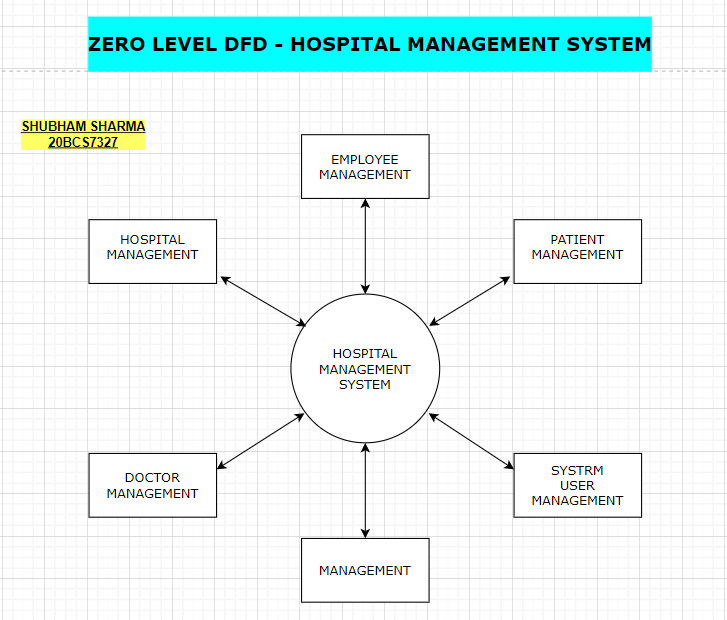 ZERO LEVEL DFD - HOSPITAL MANAGEMENT SYSTEM
SHUBHAM SHARMA
20BCS7327
EMPLOYEE
MANAGEMENT
HOSPITAL
MANAGEMENT
PATIENT
MANAGEMENT
HOSPITAL
MANAGEMENT
SYSTEM
DOCTOR
MANAGEMENT
SYSTRM
USER
MANAGEMENT
MANAGEMENT